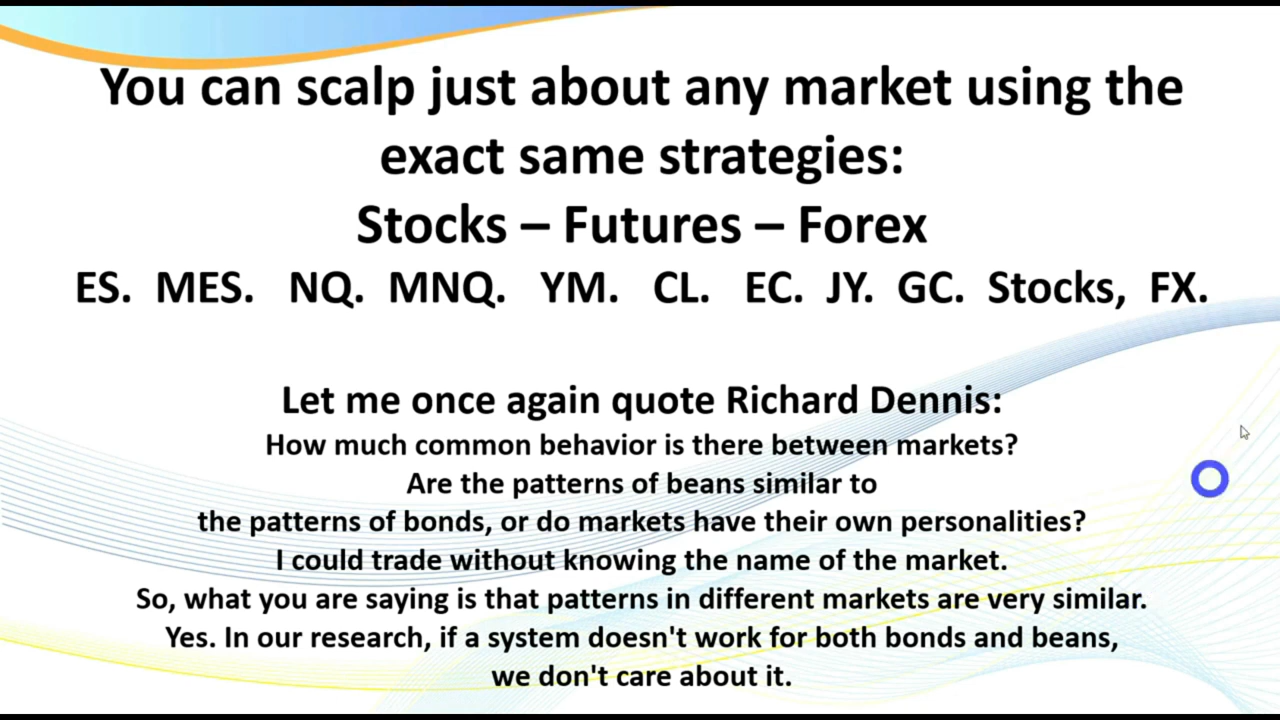 You can scalp just about any market using the
exact same strategies:
Stocks – Futures – Forex
ES. MES. NQ. MNQ. YM. CL. EC. JY. GC. Stocks, FX.
Let me once again quote Richard Dennis:
How much common behavior is there between markets?
Are the patterns of beans similar to
the patterns of bonds, or do markets have their own personalities?
I could trade without knowing the name of the market.
So, what you are saying is that patterns in different markets are very similar.
Yes. In our research, if a system doesn't work for both bonds and beans,
we don't care about it.